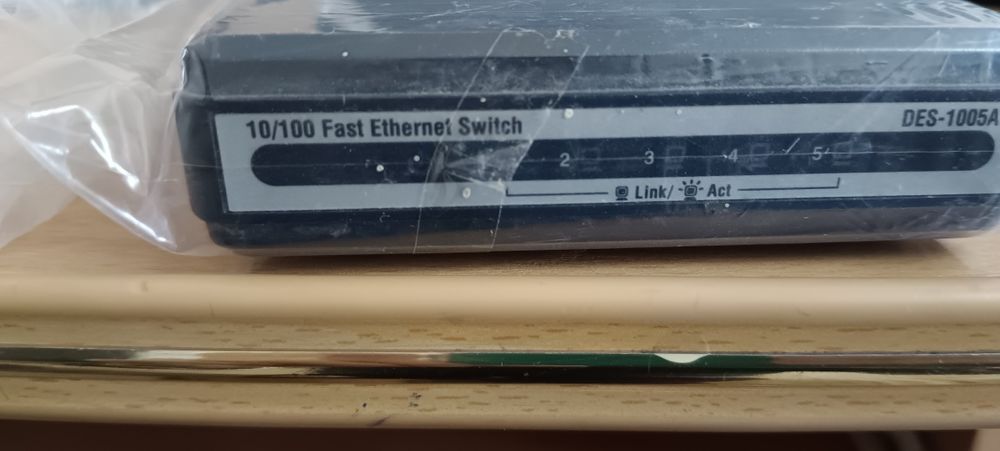 10/100 Fast Ethernet Switch
DES-1005A
2 3 4 5
Link/ Act